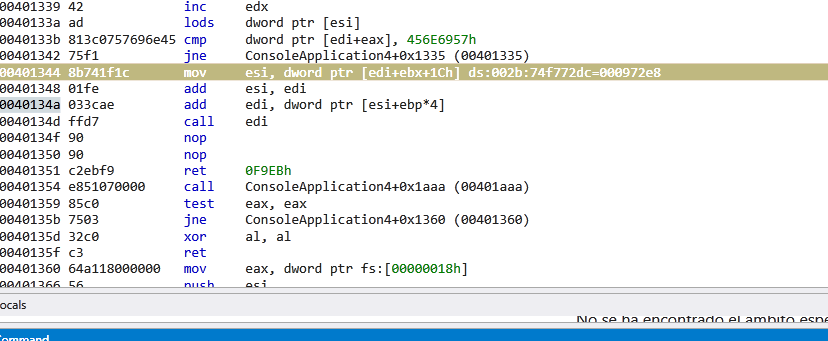 00401339 42 inc edx
0040133a ad lods dword ptr [esi]
0040133b 813c0757696e45 cmp dword ptr [edi+eax], 456E6957h
00401342 75f1 jne ConsoleApplication4+0x1335 (00401335)
00401344 8b741f1c mov esi, dword ptr [edi+ebx+1Ch] ds:002b:74f772dc=000972e8
00401348 01fe add esi, edi
0040134a 033cae add edi, dword ptr [esi+ebp*4]
0040134d ffd7 call edi
0040134f 90 nop
00401350 90 nop
00401351 c2ebf9 ret 0F9EBh
00401354 e851070000 call ConsoleApplication4+0x1aaa (00401aaa)
00401359 85c0 test eax, eax
0040135b 7503 jne ConsoleApplication4+0x1360 (00401360)
0040135d 32c0 xor al, al
0040135f c3 ret
00401360 64a118000000 mov eax, dword ptr fs:[00000018h]
00401366 56 push esi
ocals
No se ha encontrado el ámbito espe
Command